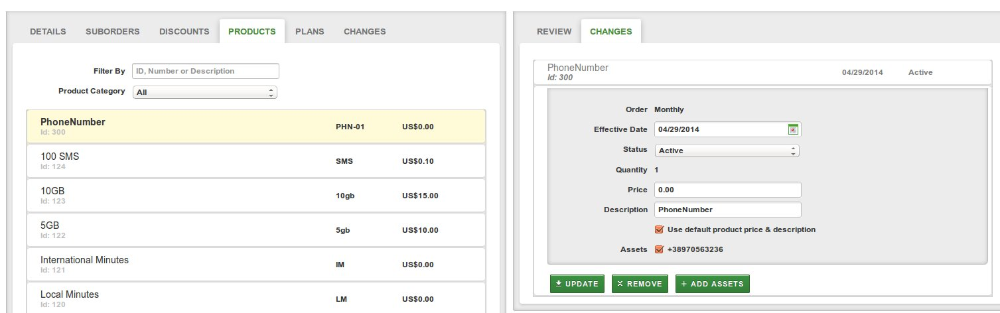 DETAILS SUBORDERS DISCOUNTS PRODUCTS PLANS CHANGES
Filter By ID, Number or Description
Product Category All
PhoneNumber PHN-01 US$0.00
Id: 300
100 SMS SMS US$0.10
Id: 124
10GB 10gb US$15.00
Id: 123
5GB 5gb US$10.00
Id: 122
International Minutes IM US$0.00
Id: 121
Local Minutes LM US$0.00
Id: 120
REVIEW CHANGES
PhoneNumber 04/29/2014 Active
Id: 300
Order Monthly
Effective Date 04/29/2014
Status Active
Quantity 1
Price 0.00
Description PhoneNumber
Use default product price & description
Assets +38970563236
UPDATE REMOVE ADD ASSETS